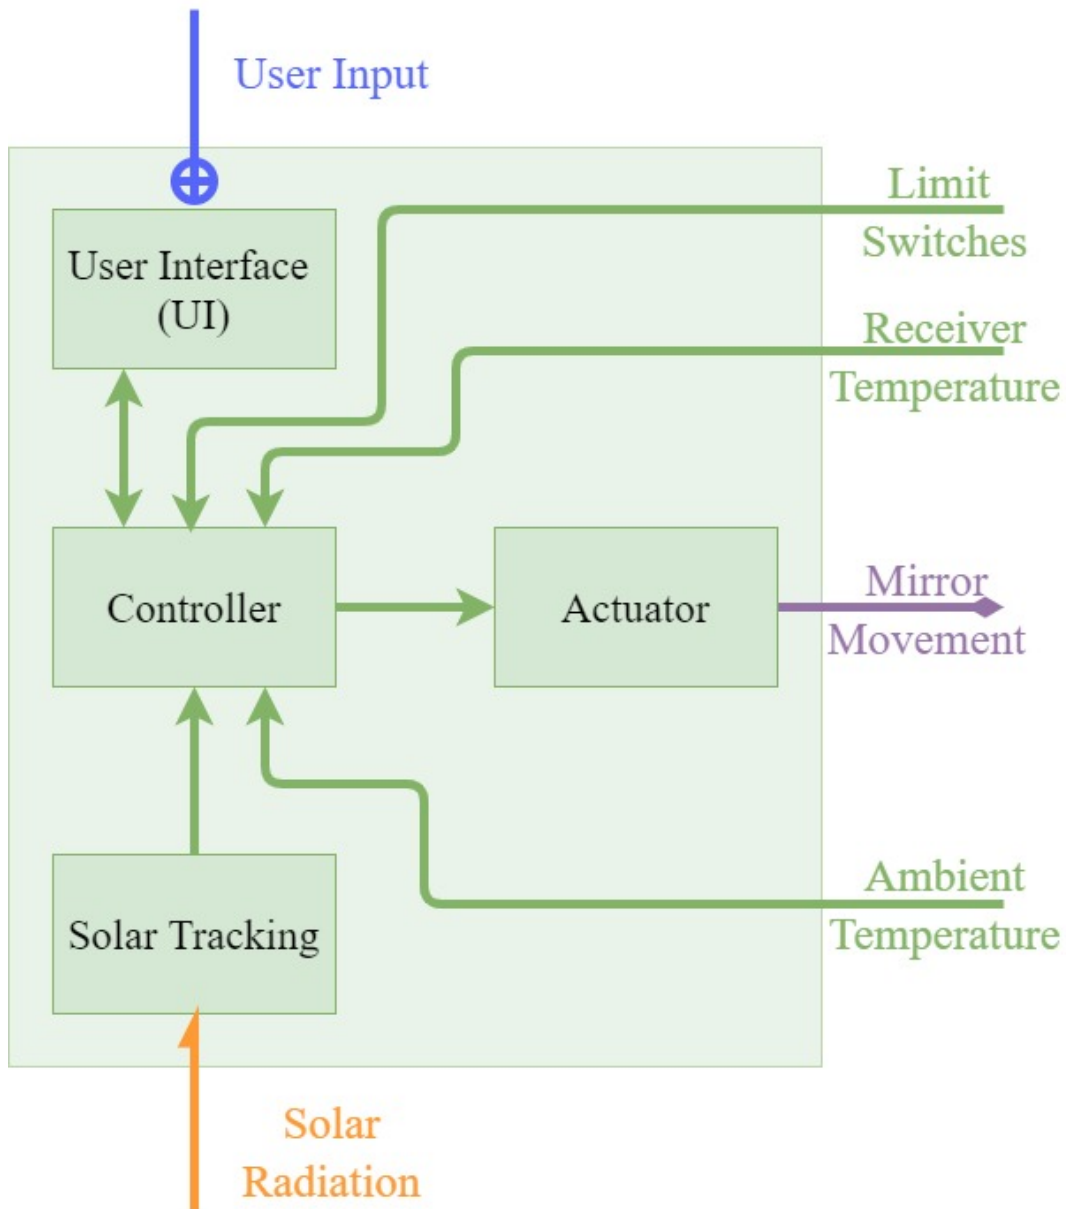 User Input
Limit
Switches
User Interface
(UI)
Receiver
Temperature
Controller
Actuator
Mirror
Movement
Solar Tracking
Ambient
Temperature
Solar
Radiation